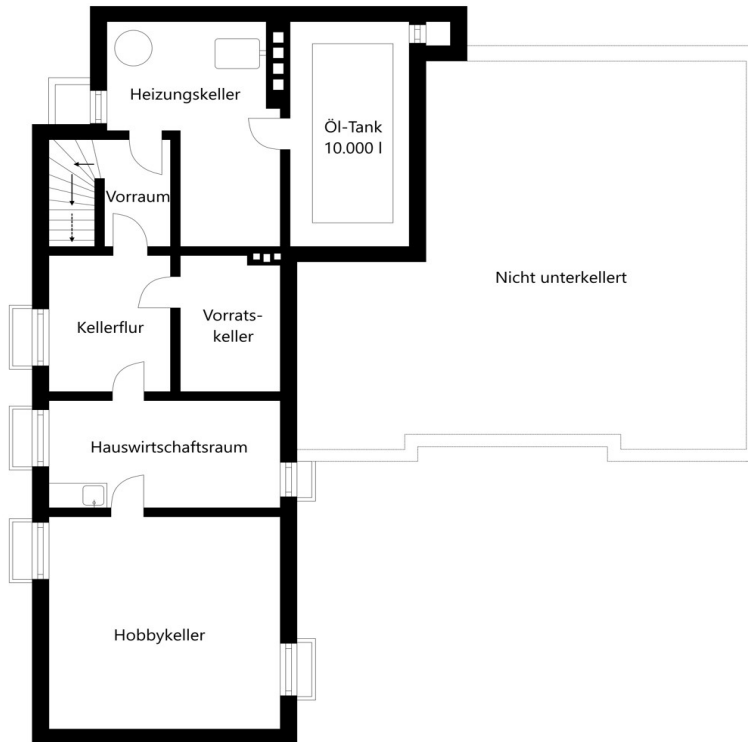 Heizungskeller
Öl-Tank
10.000 l
Vorraum
Nicht unterkellert
Kellerflur
Vorrats-
keller
Hauswirtschaftsraum
Hobbykeller